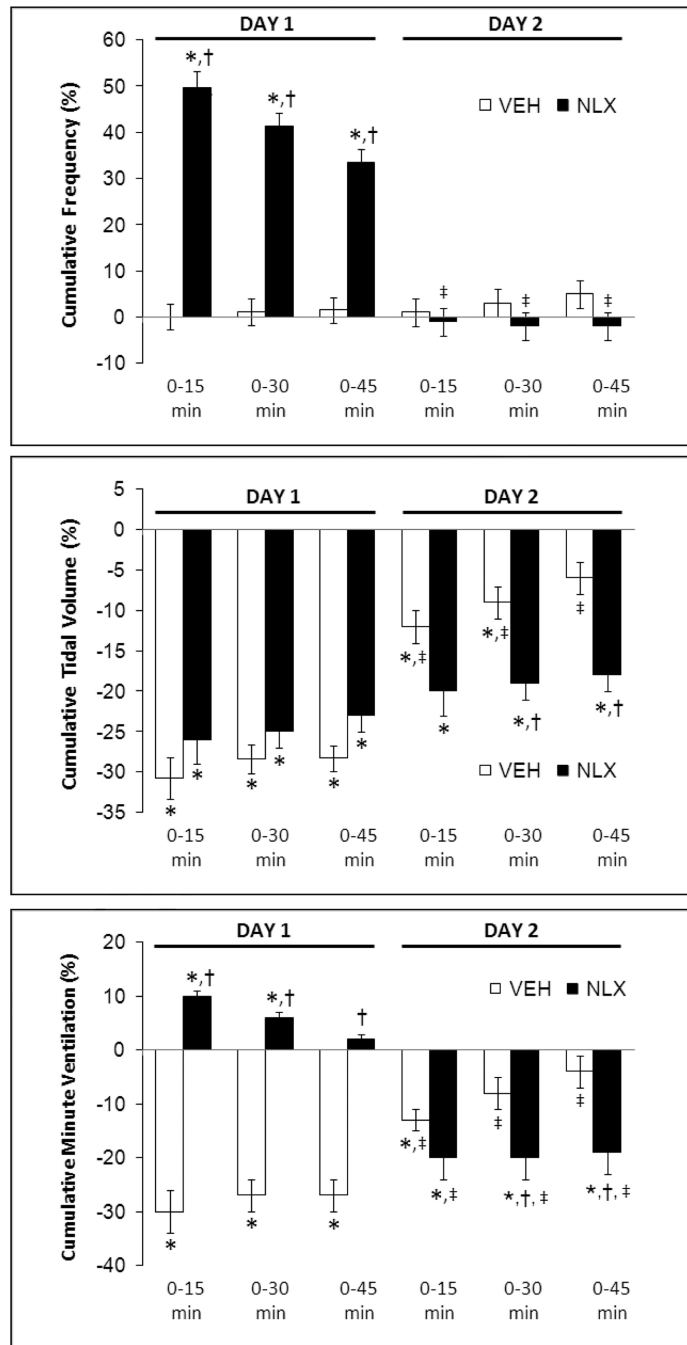 DAY 1 DAY 2
Cumulative Frequency (%)
60
50
40
30
20
10
0
-10
*,† *,† *,† ‡ ‡ ‡
VEH NLX
0-15 0-30 0-45 0-15 0-30 0-45
min min min min min min
DAY 1 DAY 2
Cumulative Tidal Volume (%)
5
0
-5
-10
-15
-20
-25
-30
-35
* * * * * * *,‡ * *,‡ *,† ‡ *,†
VEH NLX
0-15 0-30 0-45 0-15 0-30 0-45
min min min min min min
DAY 1 DAY 2
Cumulative Minute Ventilation (%)
20
10
0
-10
-20
-30
-40
* *,† * *,† * † *,‡ *,‡ ‡ *,†,‡ ‡ *,†,‡
VEH NLX
0-15 0-30 0-45 0-15 0-30 0-45
min min min min min min